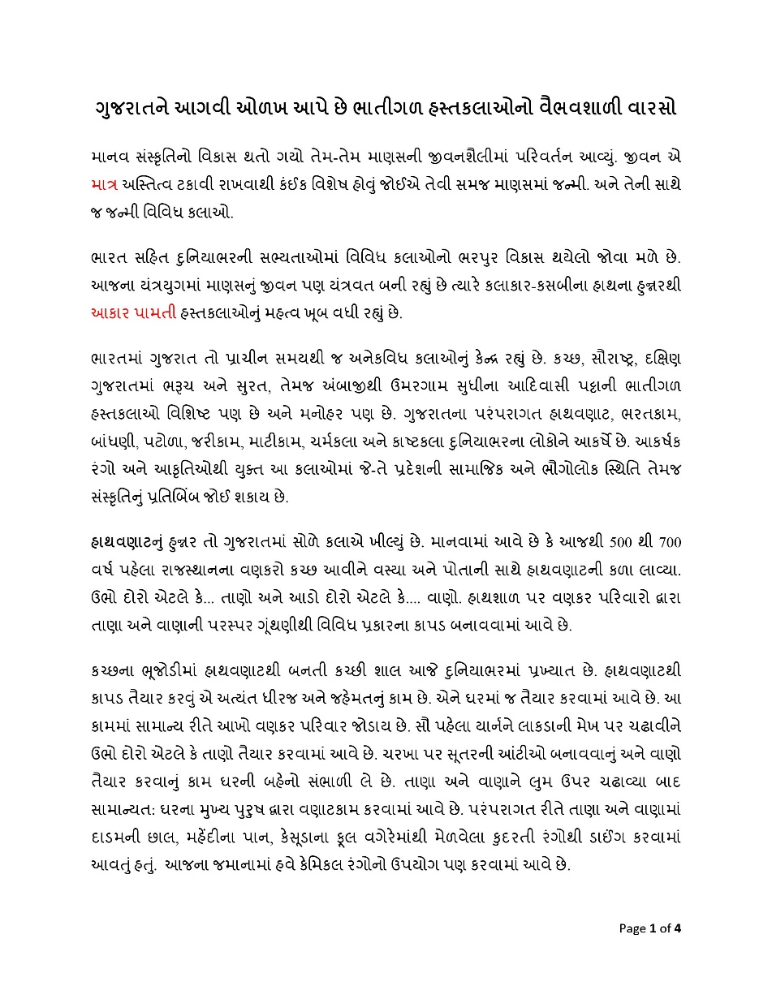 ગુજરાતને આગવી ઓળખ આપે છે ભાતીગળ હસ્તકલાઓનો વૈભવશાળી વારસો
માનવ સંસ્કૃતિનો વિકાસ થતો ગયો તેમ-તેમ માણસની જીવનશૈલીમાં પરિવર્તન આવ્યું. જીવન એ
માત્ર અસ્તિત્વ ટકાવી રાખવાથી કંઈક વિશેષ હોવું જોઈએ તેવી સમજ માણસમાં જન્મી. અને તેની સાથે
જ જન્મી વિવિધ કલાઓ.
ભારત સહિત દુનિયાભરની સભ્યતાઓમાં વિવિધ કલાઓનો ભરપુર વિકાસ થયેલો જોવા મળે છે.
આજના યંત્રયુગમાં માણસનું જીવન પણ યંત્રવત બની રહ્યું છે ત્યારે કલાકાર-કસબીના હાથના હુન્નરથી
આકાર પામતી હસ્તકલાઓનું મહત્વ ખૂબ વધી રહ્યું છે.
ભારતમાં ગુજરાત તો પ્રાચીન સમયથી જ અનેકવિધ કલાઓનું કેન્દ્ર રહ્યું છે. કચ્છ, સૌરાષ્ટ્ર, દક્ષિણ
ગુજરાતમાં ભરૂચ અને સુરત, તેમજ અંબાજીથી ઉમરગામ સુધીના આદિવાસી પટ્ટાની ભાતીગળ
હસ્તકલાઓ વિશિષ્ટ પણ છે અને મનોહર પણ છે. ગુજરાતના પરંપરાગત હાથવણાટ, ભરતકામ,
બાંધણી, પટોળા, જરીકામ, માટીકામ, ચર્મકલા અને કાષ્ટકલા દુનિયાભરના લોકોને આકર્ષે છે. આકર્ષક
રંગો અને આકૃતિઓથી યુક્ત આ કલાઓમાં જે-તે પ્રદેશની સામાજિક અને ભૌગોલોક સ્થિતિ તેમજ
સંસ્કૃતિનું પ્રતિબિંબ જોઈ શકાય છે.
હાથવણાટનું હુન્નર તો ગુજરાતમાં સોળે કલાએ ખીલ્યું છે. માનવામાં આવે છે કે આજથી 500 થી 700
વર્ષ પહેલા રાજસ્થાનના વણકરો કચ્છ આવીને વસ્યા અને પોતાની સાથે હાથવણાટની કળા લાવ્યા.
ઉભો દોરો એટલે કે... તાણો અને આડો દોરો એટલે કે.... વાણો. હાથશાળ પર વણકર પરિવારો દ્વારા
તાણા અને વાણાની પરસ્પર ગૂંથણીથી વિવિધ પ્રકારના કાપડ બનાવવામાં આવે છે.
કચ્છના ભૂજોડીમાં હાથવણાટથી બનતી કચ્છી શાલ આજે દુનિયાભરમાં પ્રખ્યાત છે. હાથવણાટથી
કાપડ તૈયાર કરવું એ અત્યંત ધીરજ અને જહેમતનું કામ છે. એને ઘરમાં જ તૈયાર કરવામાં આવે છે. આ
કામમાં સામાન્ય રીતે આખો વણકર પરિવાર જોડાય છે. સૌ પહેલા યાર્નને લાકડાની મેખ પર ચઢાવીને
ઉભો દોરો એટલે કે તાણો તૈયાર કરવામાં આવે છે. ચરખા પર સૂતરની આંટીઓ બનાવવાનું અને વાણો
તૈયાર કરવાનું કામ ઘરની બહેનો સંભાળી લે છે. તાણા અને વાણાને લુમ ઉપર ચઢાવ્યા બાદ
સામાન્યત: ઘરના મુખ્ય પુરુષ દ્વારા વણાટકામ કરવામાં આવે છે. પરંપરાગત રીતે તાણા અને વાણામાં
દાડમની છાલ, મહેંદીના પાન, કેસૂડાના ફૂલ વગેરેમાંથી મેળવેલા કુદરતી રંગોથી ડાઈંગ કરવામાં
આવતું હતું. આજના જમાનામાં હવે કેમિકલ રંગોનો ઉપયોગ પણ કરવામાં આવે છે.
Page 1 of 4